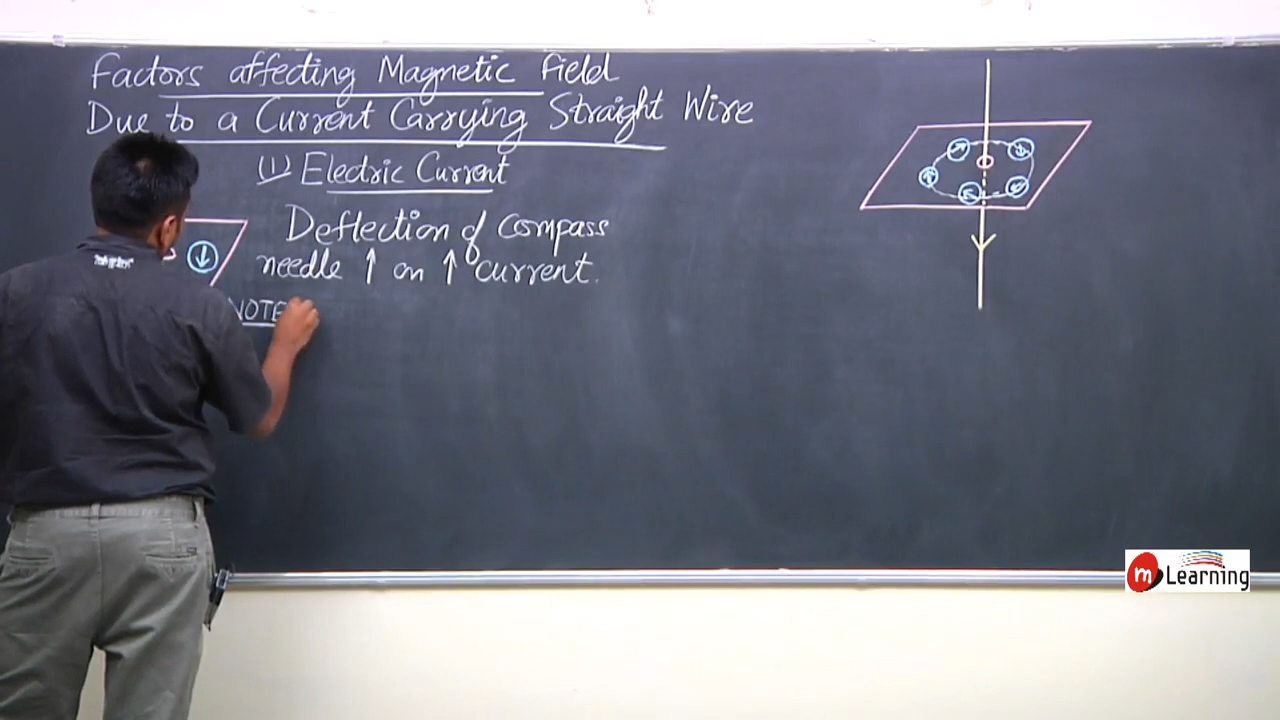 Factors affecting Magnetic Field
Due to a Current Carrying Straight Wire
(1) Electric Current
Deflection of compass
needle ↑ on ↑ current.
NOTE
m Learning